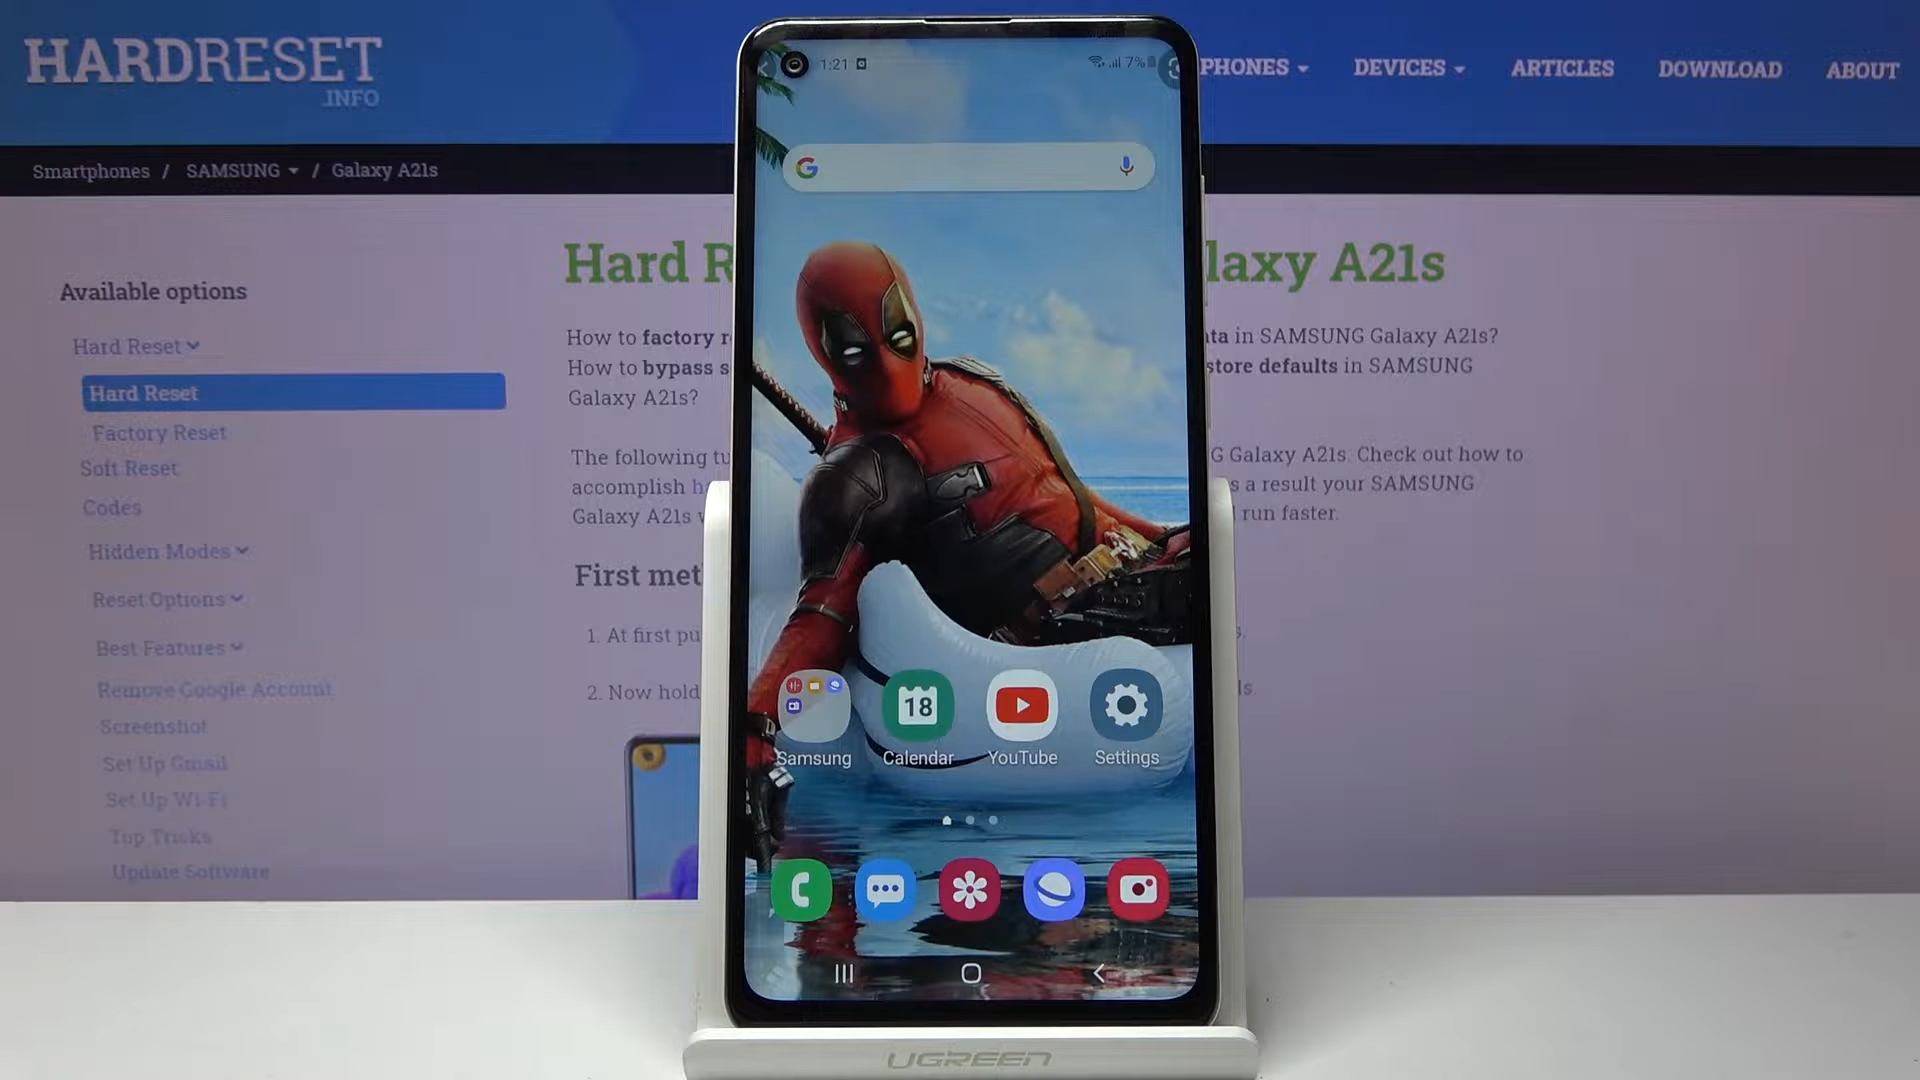 HARDRESET
.INFO
PHONES
DEVICES
ARTICLES
DOWNLOAD
ABOUT
Smartphones / SAMSUNG / Galaxy A21s
Available options
Hard Reset
Hard Reset
Factory Reset
Soft Reset
Codes
Hidden Modes
Reset Options
Best Features
Remove Google Account
Screenshot
Set Up Gmail
Set Up Wi-Fi
Top Tricks
Update Software
Hard R
laxy A21s
How to factory r
ta in SAMSUNG Galaxy A21s?
How to bypass s
store defaults in SAMSUNG
Galaxy A21s?
The following tu
G Galaxy A21s. Check out how to
accomplish h
s a result your SAMSUNG
Galaxy A21s
run faster.
First met
1. At first pu
s.
2. Now hold
ls.
1:21
7%
G
18
Samsung
Calendar
YouTube
Settings
UGREEN